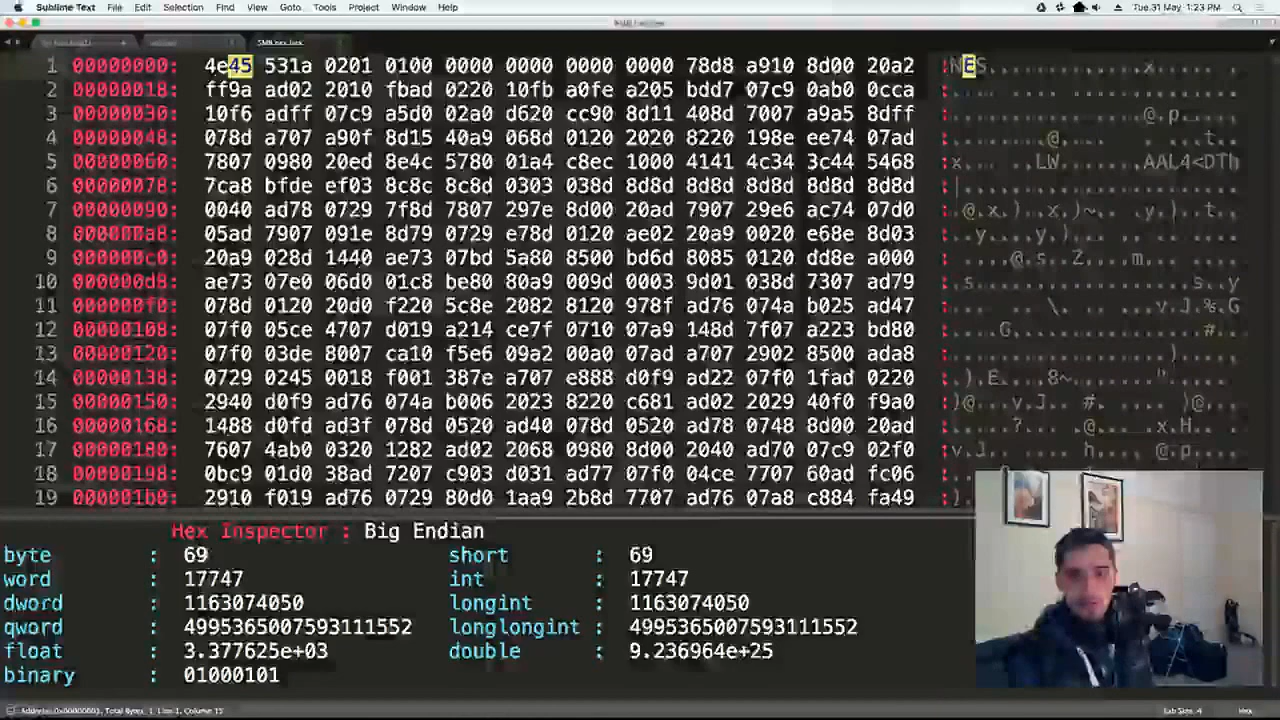 Sublime Text File Edit Selection Find View Goto Tools Project Window Help Tue 31 May 1:23 PM
SMB.nes.hex
1 00000000: 4e45 531a 0201 0100 0000 0000 0000 0000 78d8 a910 8d00 20a2 :NES.............x.......
2 00000018: ff9a ad02 2010 fbad 0220 10fb a0fe a205 bdd7 07c9 0ab0 0cca
3 00000030: 10f6 adff 07c9 a5d0 02a0 d620 cc90 8d11 408d 7007 a9a5 8dff
4 00000048: 078d a707 a90f 8d15 40a9 068d 0120 2020 8220 198e ee74 07ad
5 00000060: 7807 0980 20ed 8e4c 5780 01a4 c8ec 1000 4141 4c34 3c44 5468
6 00000078: 7ca8 bfde ef03 8c8c 8c8d 0303 038d 8d8d 8d8d 8d8d 8d8d 8d8d
7 00000090: 0040 ad78 0729 7f8d 7807 297e 8d00 20ad 7907 29e6 ac74 07d0
8 000000a8: 05ad 7907 091e 8d79 0729 e78d 0120 ae02 20a9 0020 e68e 8d03
9 000000c0: 20a9 028d 1440 ae73 07bd 5a80 8500 bd6d 8085 0120 dd8e a000
10 000000d8: ae73 07e0 06d0 01c8 be80 80a9 009d 0003 9d01 038d 7307 ad79
11 000000f0: 078d 0120 20d0 f220 5c8e 2082 8120 978f ad76 074a b025 ad47
12 00000108: 07f0 05ce 4707 d019 a214 ce7f 0710 07a9 148d 7f07 a223 bd80
13 00000120: 07f0 03de 8007 ca10 f5e6 09a2 00a0 07ad a707 2902 8500 ada8
14 00000138: 0729 0245 0018 f001 387e a707 e888 d0f9 ad22 07f0 1fad 0220
15 00000150: 2940 d0f9 ad76 074a b006 2023 8220 c681 ad02 2029 40f0 f9a0
16 00000168: 1488 d0fd ad3f 078d 0520 ad40 078d 0520 ad78 0748 8d00 20ad
17 00000180: 7607 4ab0 0320 1282 ad02 2068 0980 8d00 2040 ad70 07c9 02f0
18 00000198: 0bc9 01d0 38ad 7207 c903 d031 ad77 07f0 04ce 7707 60ad fc06
19 000001b0: 2910 f019 ad76 0729 80d0 1aa9 2b8d 7707 ad76 07a8 c884 fa49
Hex Inspector : Big Endian
byte : 69 short : 69
word : 17747 int : 17747
dword : 1163074050 longint : 1163074050
qword : 4995365007593111552 longlongint : 4995365007593111552
float : 3.377625e+03 double : 9.236964e+25
binary : 01000101
Line 1, Column 15 Tab Size: 4 Hex